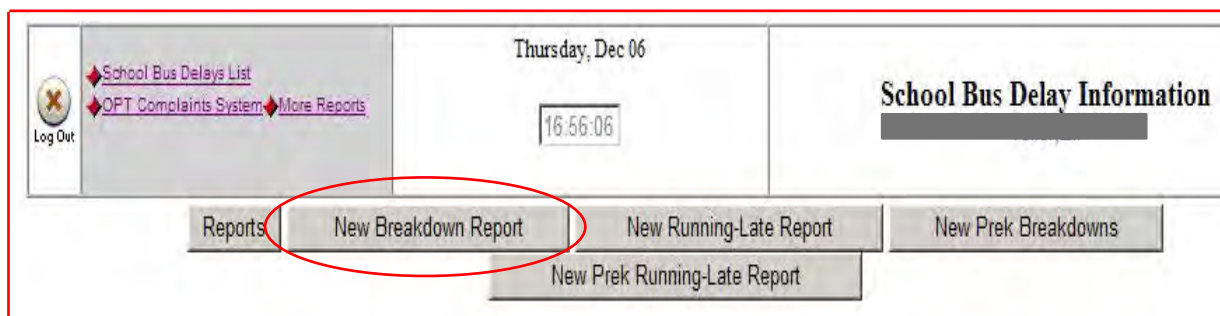 Log Out
School Bus Delays List
OPT Complaints System More Reports
Thursday, Dec 06
16:56:06
School Bus Delay Information
Reports New Breakdown Report New Running-Late Report New Prek Breakdowns
New Prek Running-Late Report